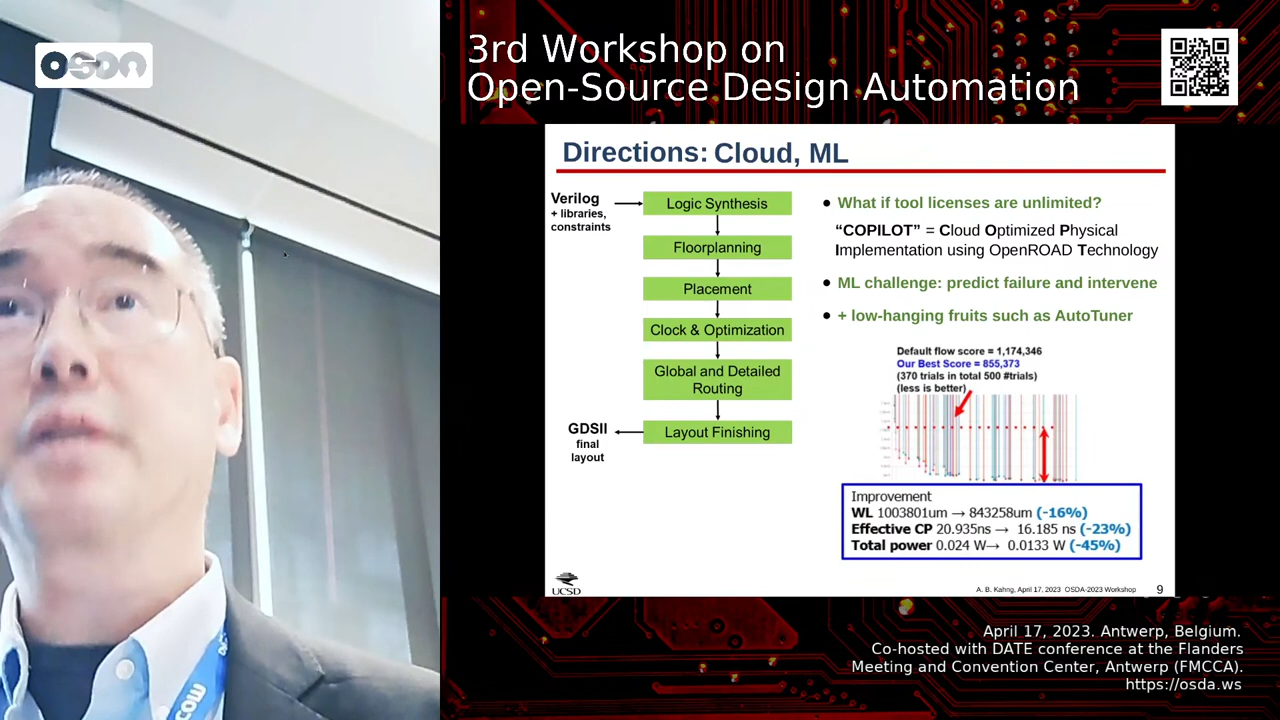 OSDA
3rd Workshop on
Open-Source Design Automation
Directions: Cloud, ML
Verilog
+ libraries,
constraints
Logic Synthesis
Floorplanning
Placement
Clock & Optimization
Global and Detailed
Routing
GDSII
final
layout
Layout Finishing
● What if tool licenses are unlimited?
“COPILOT” = Cloud Optimized Physical
Implementation using OpenROAD Technology
● ML challenge: predict failure and intervene
● + low-hanging fruits such as AutoTuner
Default flow score = 1,174,346
Our Best Score = 855,373
(370 trials in total 500 #trials)
(less is better)
Improvement
WL 1003801um → 843258um (-16%)
Effective CP 20.935ns → 16.185 ns (-23%)
Total power 0.024 W→ 0.0133 W (-45%)
UCSD
A. B. Kahng, April 17, 2023 OSDA-2023 Workshop
9
April 17, 2023. Antwerp, Belgium.
Co-hosted with DATE conference at the Flanders
Meeting and Convention Center, Antwerp (FMCCA).
https://osda.ws